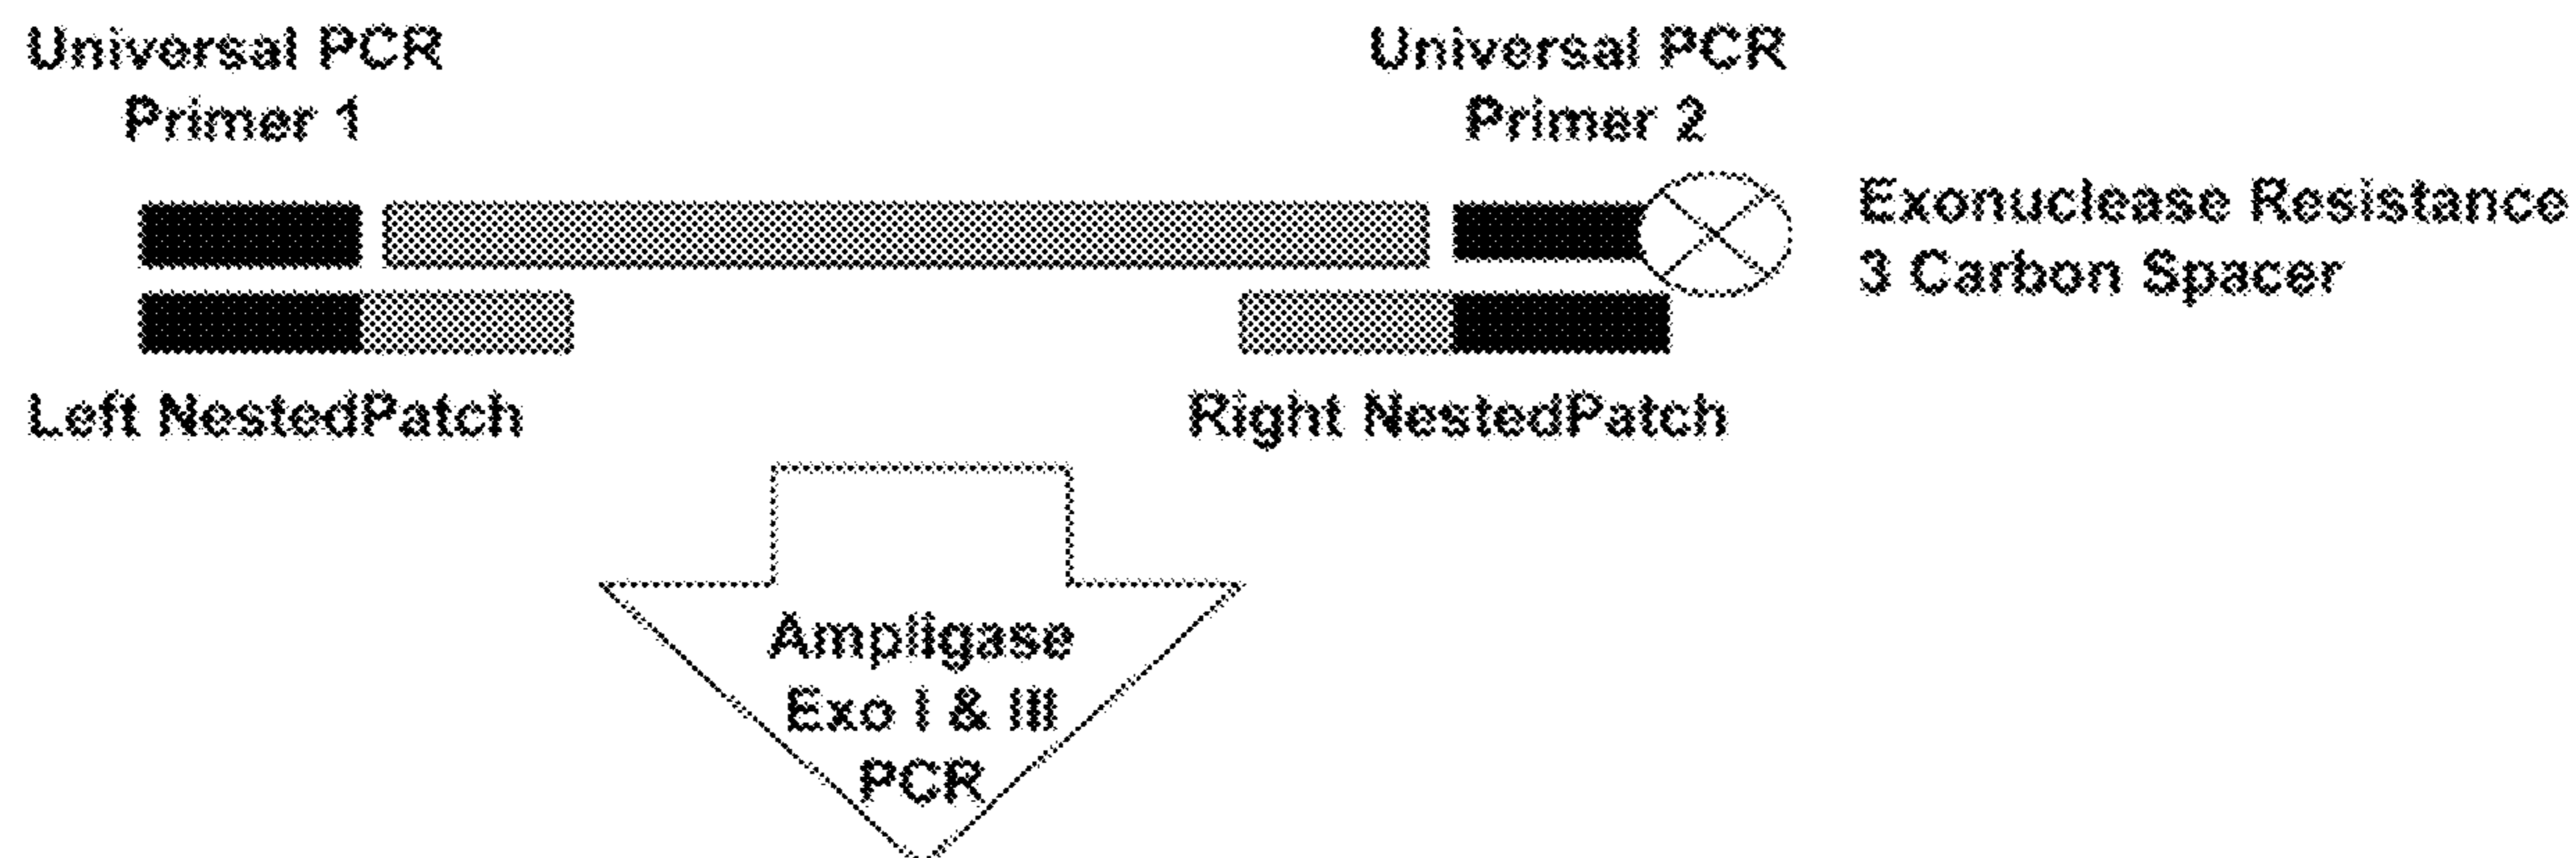 Universal PCR
Primer 1
Universal PCR
Primer 2
Exonuclease Resistance
3 Carbon Spacer
Left NestedPatch
Right NestedPatch
Ampligase
Exo I & III
PCR